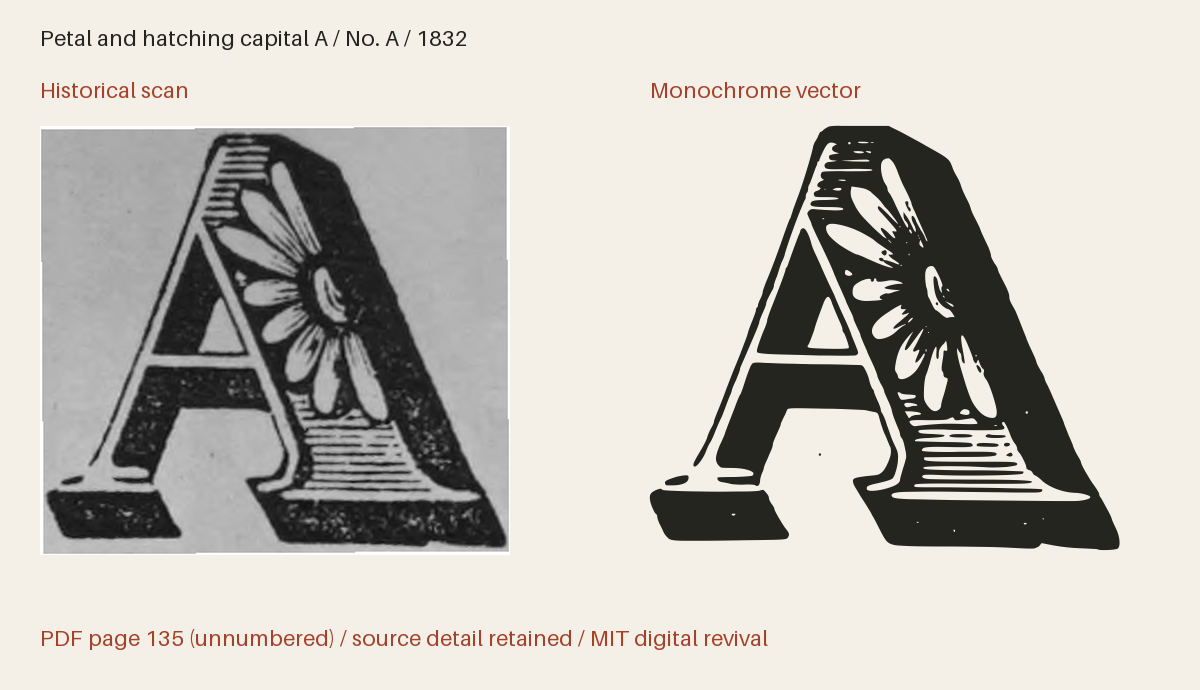 Petal and hatching capital A / No. A / 1832
Historical scan
Monochrome vector
A
A
PDF page 135 (unnumbered) / source detail retained / MIT digital revival